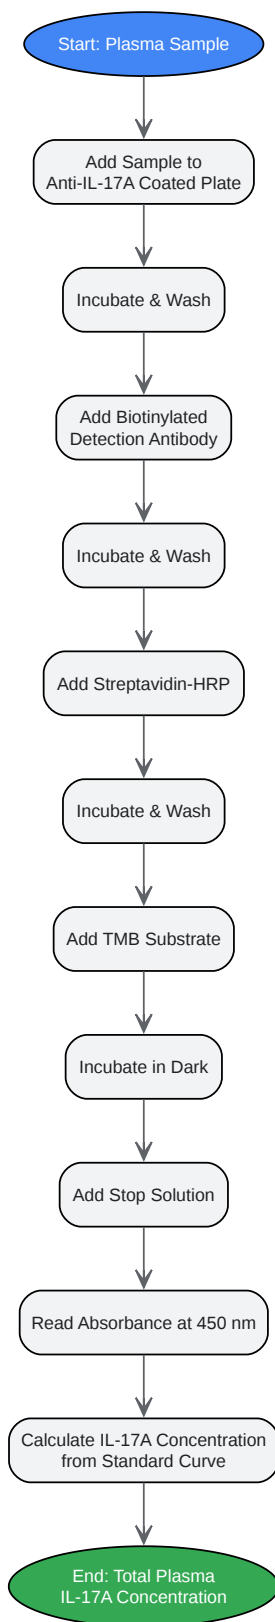 Start: Plasma Sample
Add Sample to
Anti-IL-17A Coated Plate
Incubate & Wash
Add Biotinylated
Detection Antibody
Incubate & Wash
Add Streptavidin-HRP
Incubate & Wash
Add TMB Substrate
Incubate in Dark
Add Stop Solution
Read Absorbance at 450 nm
Calculate IL-17A Concentration
from Standard Curve
End: Total Plasma
IL-17A Concentration